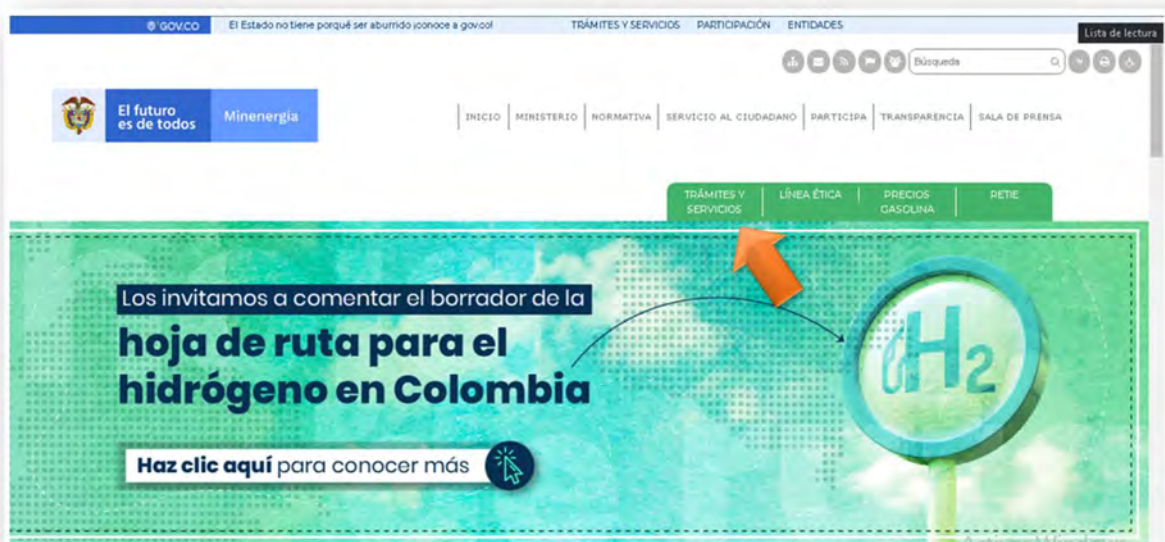 GOV.CO El Estado no tiene porqué ser aburrido ¡conoce a gov.co! TRÁMITES Y SERVICIOS PARTICIPACIÓN ENTIDADES
Lista de lectura
Búsqueda
El futuro
es de todos
Minenergía
INICIO MINISTERIO NORMATIVA SERVICIO AL CIUDADANO PARTICIPA TRANSPARENCIA SALA DE PRENSA
TRÁMITES Y
SERVICIOS
LÍNEA ÉTICA
PRECIOS
GASOLINA
RETIE
Los invitamos a comentar el borrador de la
hoja de ruta para el
hidrógeno en Colombia
H2
Haz clic aquí para conocer más